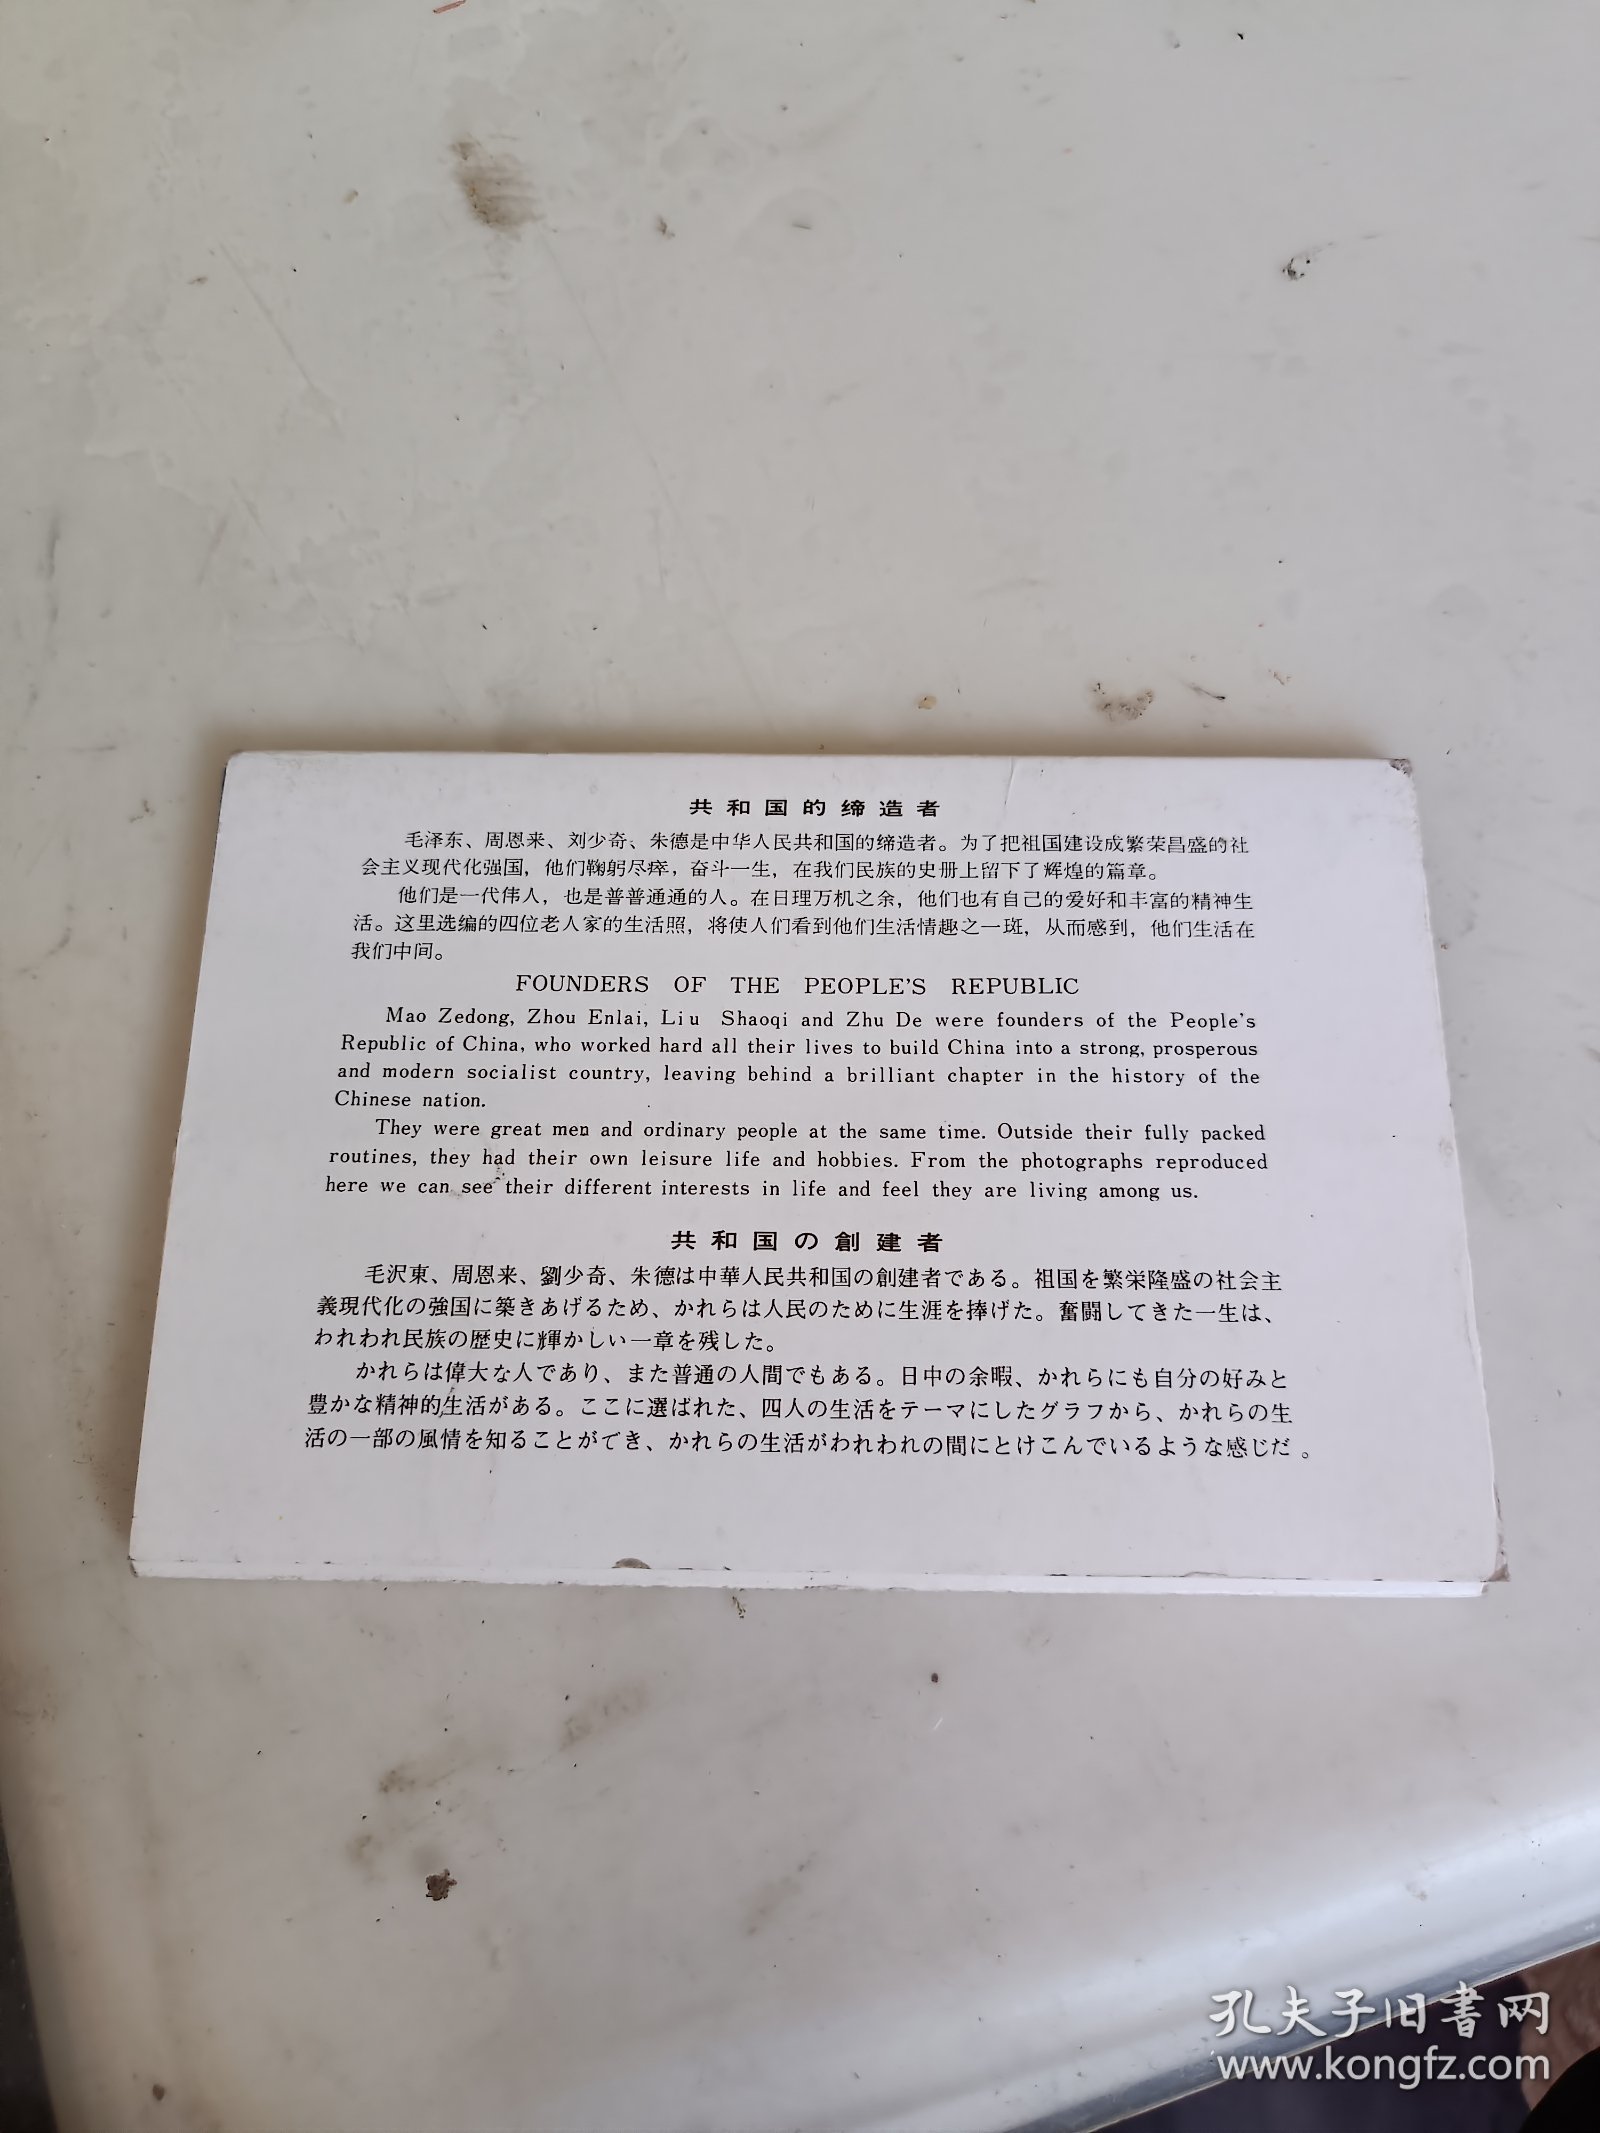 共和国的缔造者
毛泽东、周恩来、刘少奇、朱德是中华人民共和国的缔造者。为了把祖国建设成繁荣昌盛的社
会主义现代化强国，他们鞠躬尽瘁，奋斗一生，在我们民族的史册上留下了辉煌的篇章。
他们是一代伟人，也是普普通通的人。在日理万机之余，他们也有自己的爱好和丰富的精神生
活。这里选编的四位老人家的生活照，将使人们看到他们生活情趣之一斑，从而感到，他们生活在
我们中间。
FOUNDERS OF THE PEOPLE'S REPUBLIC
Mao Zedong, Zhou Enlai, Liu Shaoqi and Zhu De were founders of the People's
Republic of China, who worked hard all their lives to build China into a strong, prosperous
and modern socialist country, leaving behind a brilliant chapter in the history of the
Chinese nation.
They were great men and ordinary people at the same time. Outside their fully packed
routines, they had their own leisure life and hobbies. From the photographs reproduced
here we can see their different interests in life and feel they are living among us.
共和国の創建者
毛沢東、周恩来、劉少奇、朱德は中華人民共和国の創建者である。祖国を繁栄隆盛の社会主
義現代化の強国に築きあげるため、かれらは人民のために生涯を捧げた。奮闘してきた一生は、
われわれ民族の歴史に輝かしい一章を残した。
かれらは偉大な人であり、また普通の人間でもある。日中の余暇、かれらにも自分の好みと
豊かな精神的生活がある。ここに選ばれた、四人の生活をテーマにしたグラフから、かれらの生
活の一部の風情を知ることができ、かれらの生活がわれわれの間にとけこんでいるような感じだ。
孔夫子旧书网
www.kongfz.com